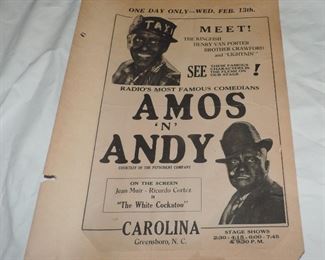 ONE DAY ONLY—WED. FEB. 13th.
TAXI
MEET!
THE KINGFISH
HENRY VAN PORTER
BROTHER CRAWFORD
and "LIGHTNIN'"
SEE THESE FAMOUS
CHARACTERS IN
THE FLESH ON
OUR STAGE !
RADIO'S MOST FAMOUS COMEDIANS
AMOS
'N'
ANDY
COURTESY OF THE PEPSODENT COMPANY
ON THE SCREEN
Jean Muir - Ricardo Cortez
in
"The White Cockatoo"
CAROLINA
Greensboro, N. C.
STAGE SHOWS
2:30 - 4:15 - 6:00 - 7:45
& 9:30 P. M.